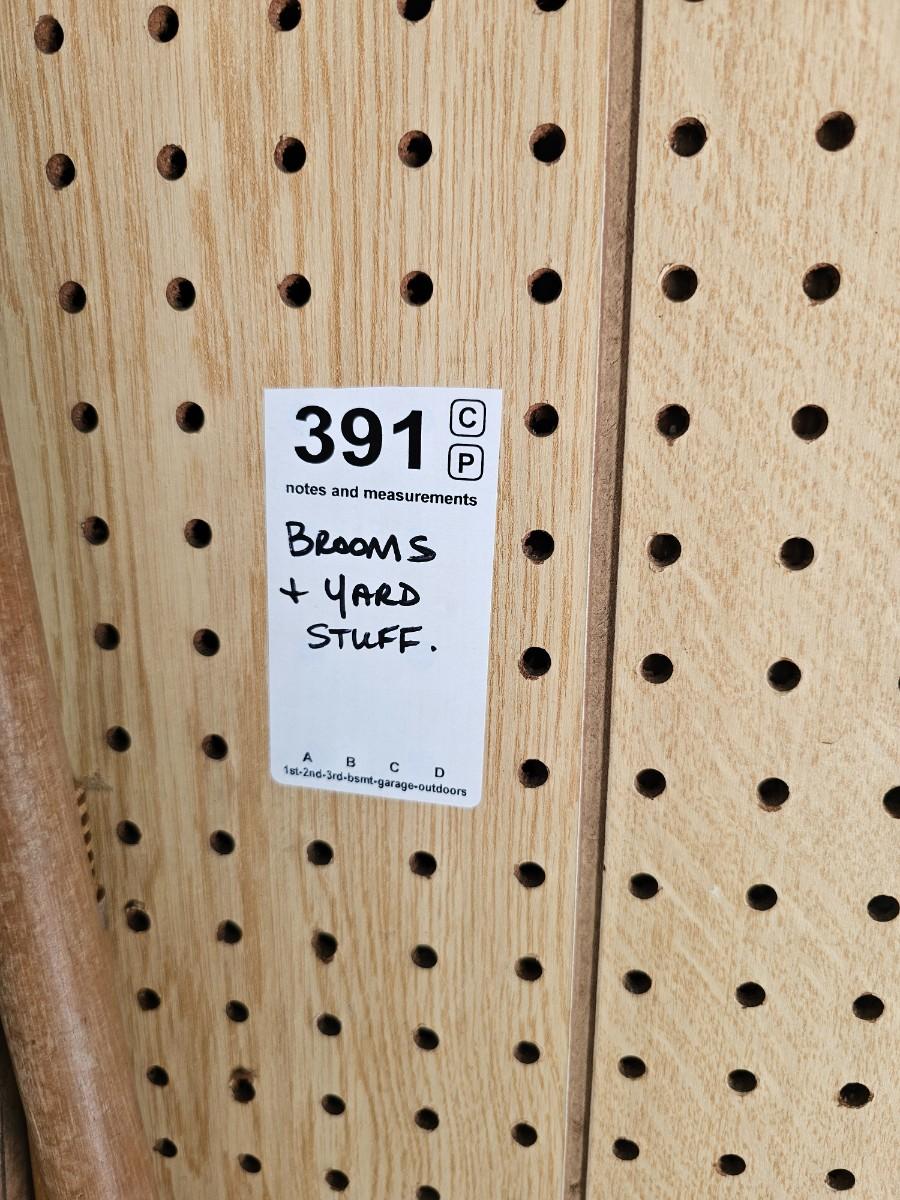 391 C
P
notes and measurements
BROOMS
+ YARD
STUFF.
A B C D
1st-2nd-3rd-bsmt-garage-outdoors